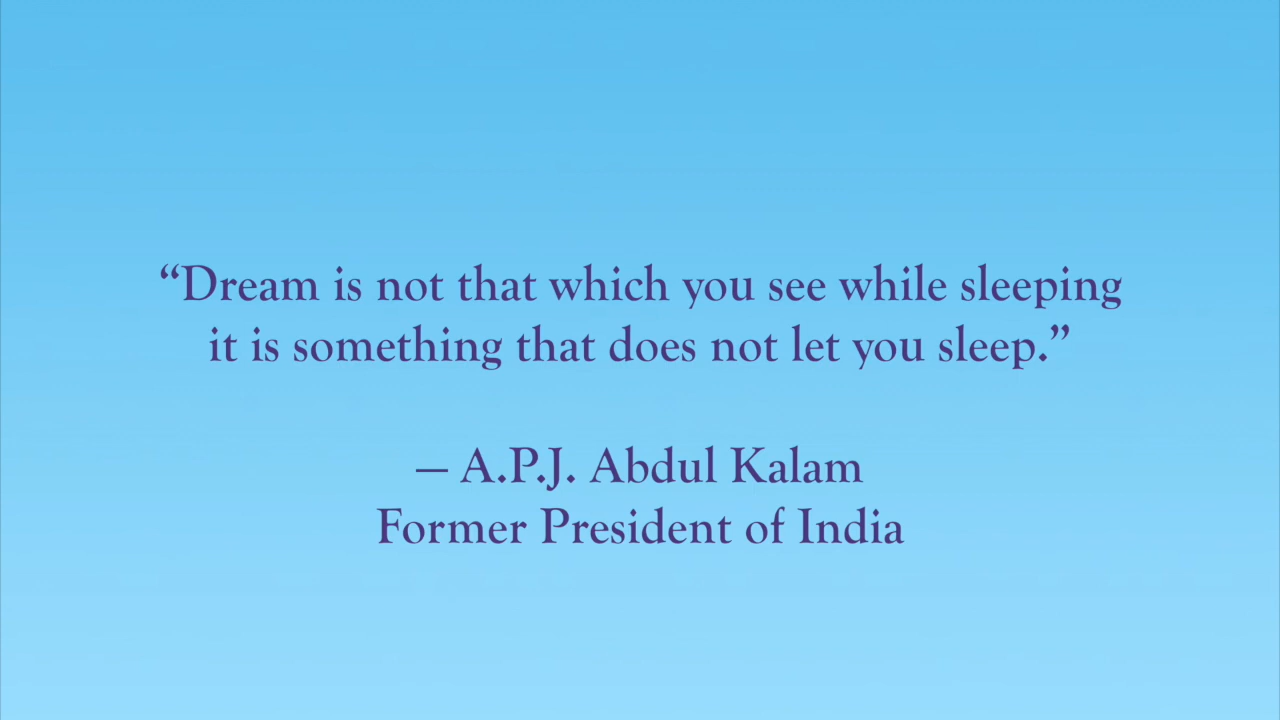 “Dream is not that which you see while sleeping
it is something that does not let you sleep.”
— A.P.J. Abdul Kalam
Former President of India